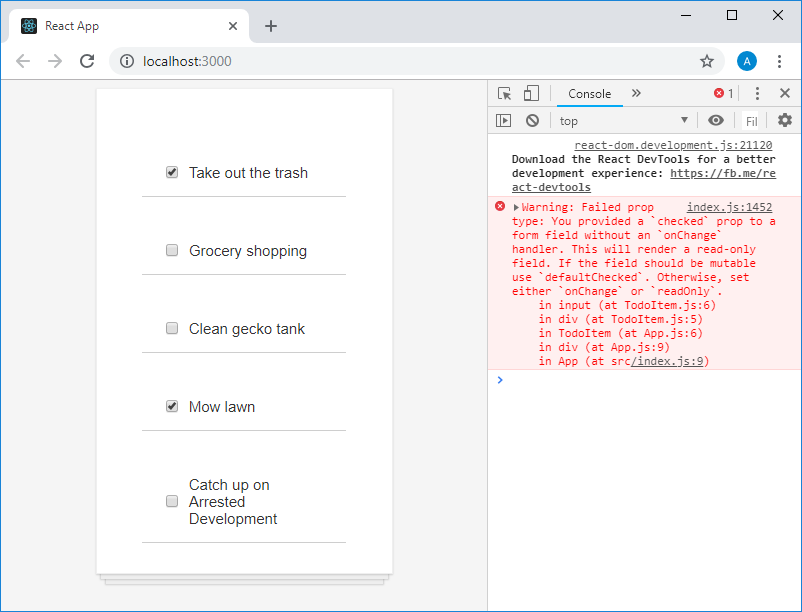 React App
localhost:3000
A
Console
1
top
Fil
react-dom.development.js:21120
Download the React DevTools for a better
development experience: https://fb.me/re
act-devtools
Warning: Failed prop index.js:1452
type: You provided a `checked` prop to a
form field without an `onChange`
handler. This will render a read-only
field. If the field should be mutable
use `defaultChecked`. Otherwise, set
either `onChange` or `readOnly`.
in input (at TodoItem.js:6)
in div (at TodoItem.js:5)
in TodoItem (at App.js:6)
in div (at App.js:9)
in App (at src/index.js:9)
Take out the trash
Grocery shopping
Clean gecko tank
Mow lawn
Catch up on
Arrested
Development